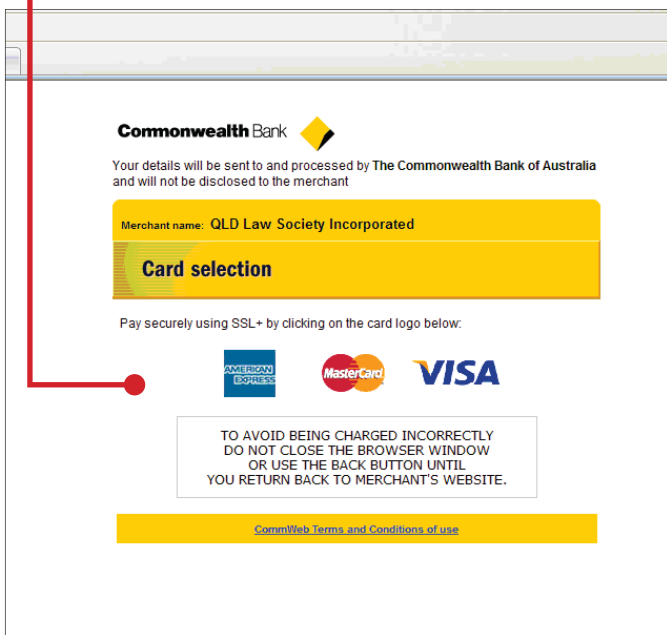 Commonwealth Bank
Your details will be sent to and processed by The Commonwealth Bank of Australia
and will not be disclosed to the merchant
Merchant name: QLD Law Society Incorporated
Card selection
Pay securely using SSL+ by clicking on the card logo below:
AMERICAN EXPRESS MasterCard VISA
TO AVOID BEING CHARGED INCORRECTLY
DO NOT CLOSE THE BROWSER WINDOW
OR USE THE BACK BUTTON UNTIL
YOU RETURN BACK TO MERCHANT'S WEBSITE.
CommWeb Terms and Conditions of use